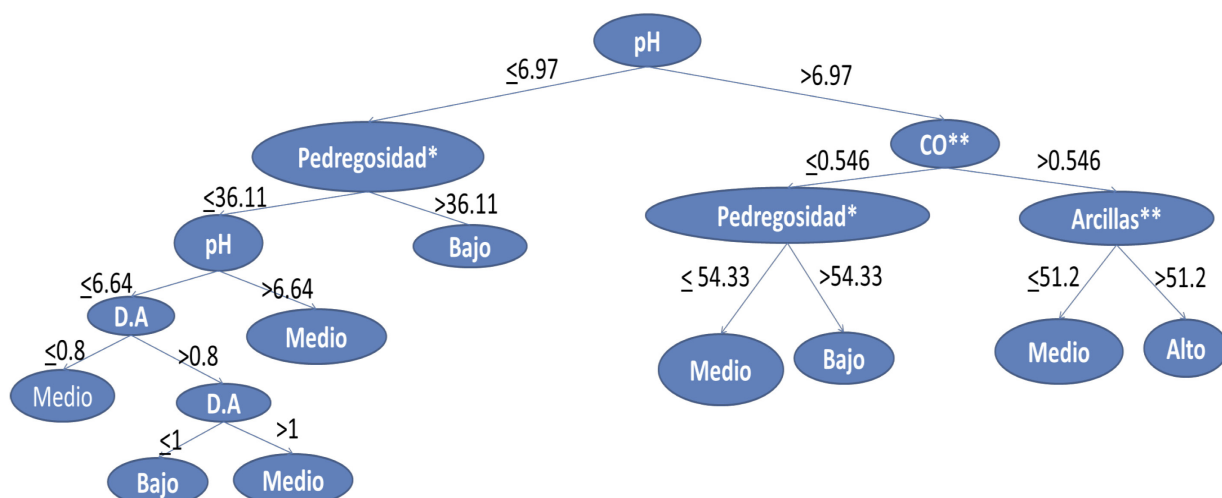 pH
≤6.97
>6.97
Pedregosidad*
CO**
≤0.546
>0.546
≤36.11
>36.11
Pedregosidad*
Arcillas**
pH
Bajo
≤6.64
>6.64
≤ 54.33
>54.33
≤51.2
>51.2
D.A
Medio
Medio
Bajo
Medio
Alto
≤0.8
>0.8
Medio
D.A
≤1
>1
Bajo
Medio